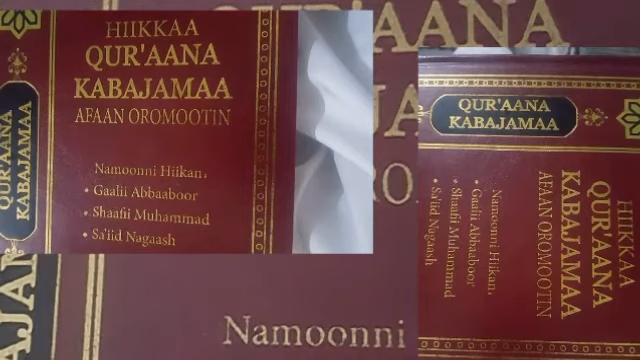 HIIKKAA
QUR'AANA
KABAJAMAA
AFAAN OROMOOTIN
Namoonni Hiikan.
• Gaalii Abbaaboor
• Shaafii Muhammad
• Sa'iid Nagaash
QUR'AANA
KABAJAMAA
QUR'AANA
KABAJAMAA
HIIKKAA
QUR'AANA
KABAJAMAA
AFAAN OROMOOTIN
Namoonni Hiikan.
• Gaalii Abbaaboor
• Shaafii Muhammad
• Sa'iid Nagaash
Namoonni